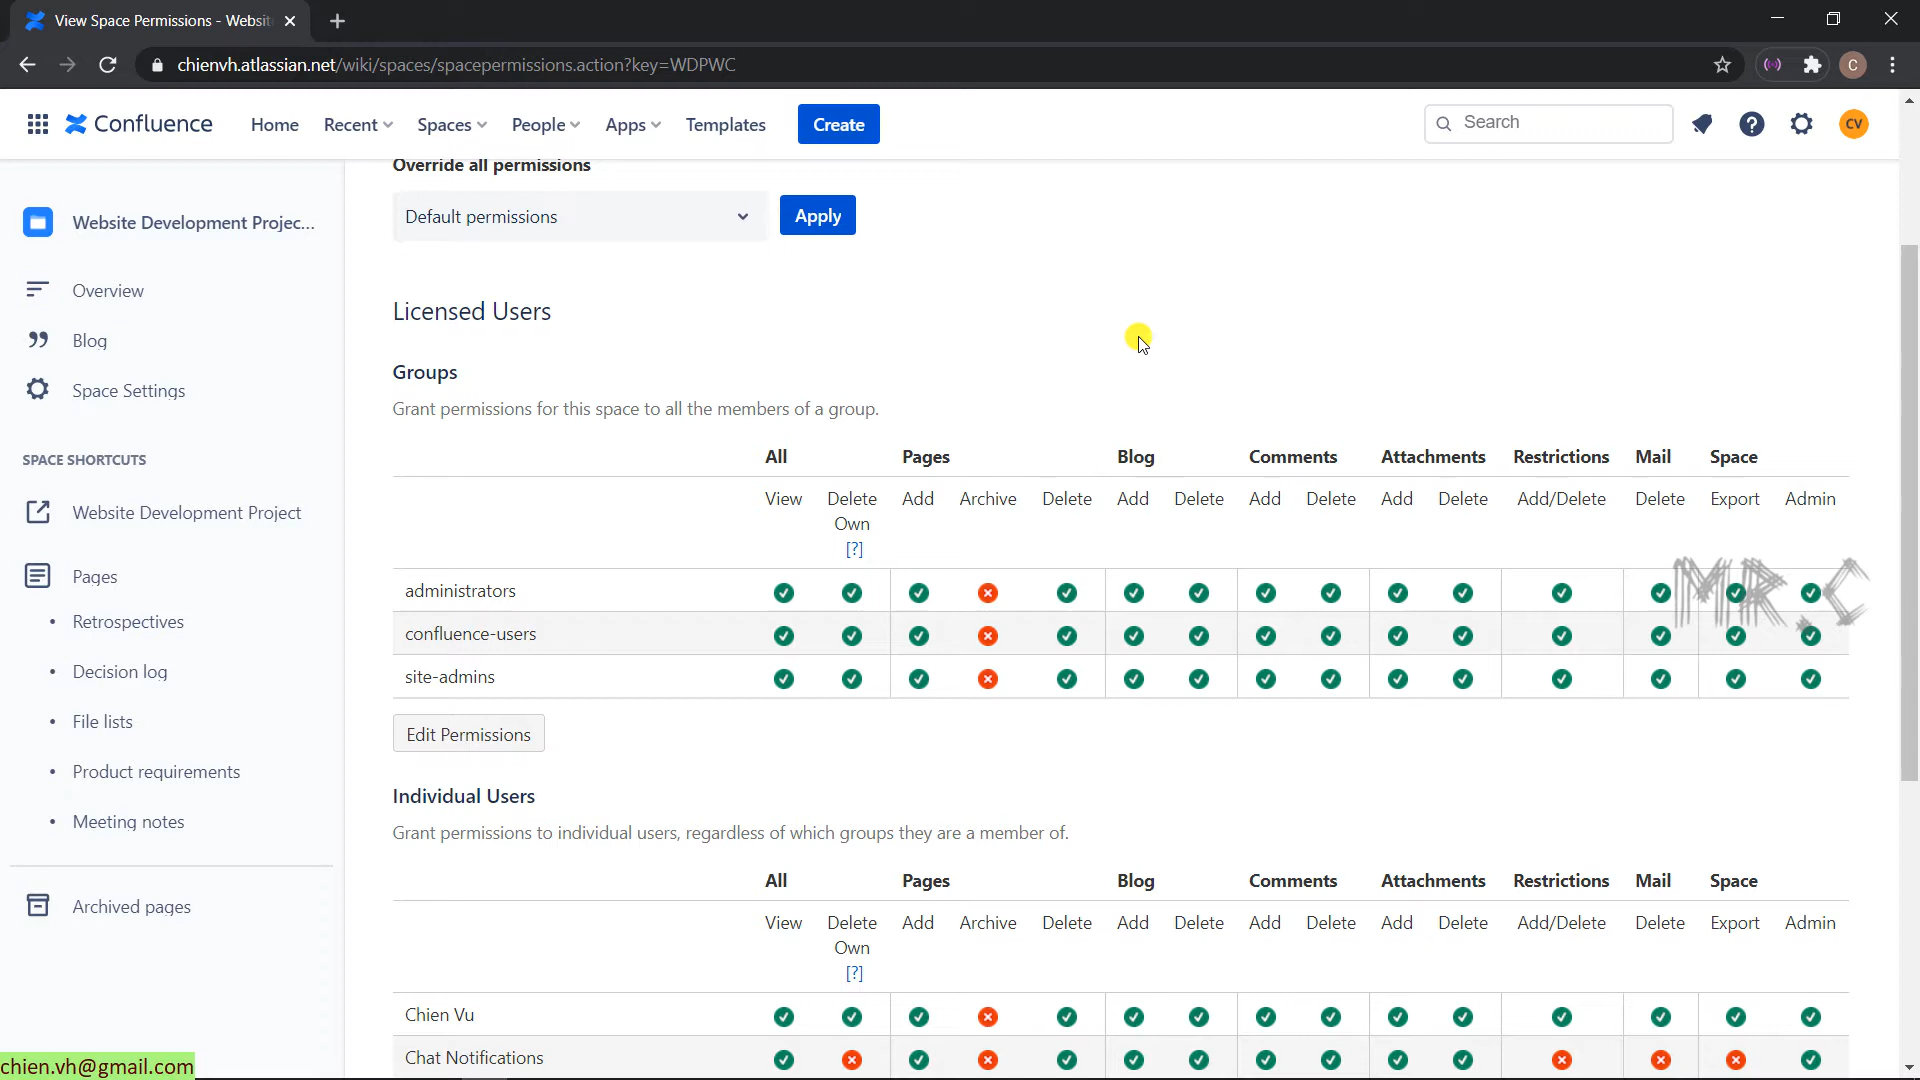 View Space Permissions - Websit
chienvh.atlassian.net/wiki/spaces/spacepermissions.action?key=WDPWC
C
Confluence
Home
Recent
Spaces
People
Apps
Templates
Create
Search
CV
Website Development Projec...
Overview
Blog
Space Settings
SPACE SHORTCUTS
Website Development Project
Pages
• Retrospectives
• Decision log
• File lists
• Product requirements
• Meeting notes
Archived pages
Override all permissions
Default permissions
Apply
Licensed Users
Groups
Grant permissions for this space to all the members of a group.
All Pages Blog Comments Attachments Restrictions Mail Space
View Delete Own [?] Add Archive Delete Add Delete Add Delete Add Delete Add/Delete Delete Export Admin
administrators
confluence-users
site-admins
MR.C
Edit Permissions
Individual Users
Grant permissions to individual users, regardless of which groups they are a member of.
All Pages Blog Comments Attachments Restrictions Mail Space
View Delete Own [?] Add Archive Delete Add Delete Add Delete Add Delete Add/Delete Delete Export Admin
Chien Vu
Chat Notifications
chien.vh@gmail.com